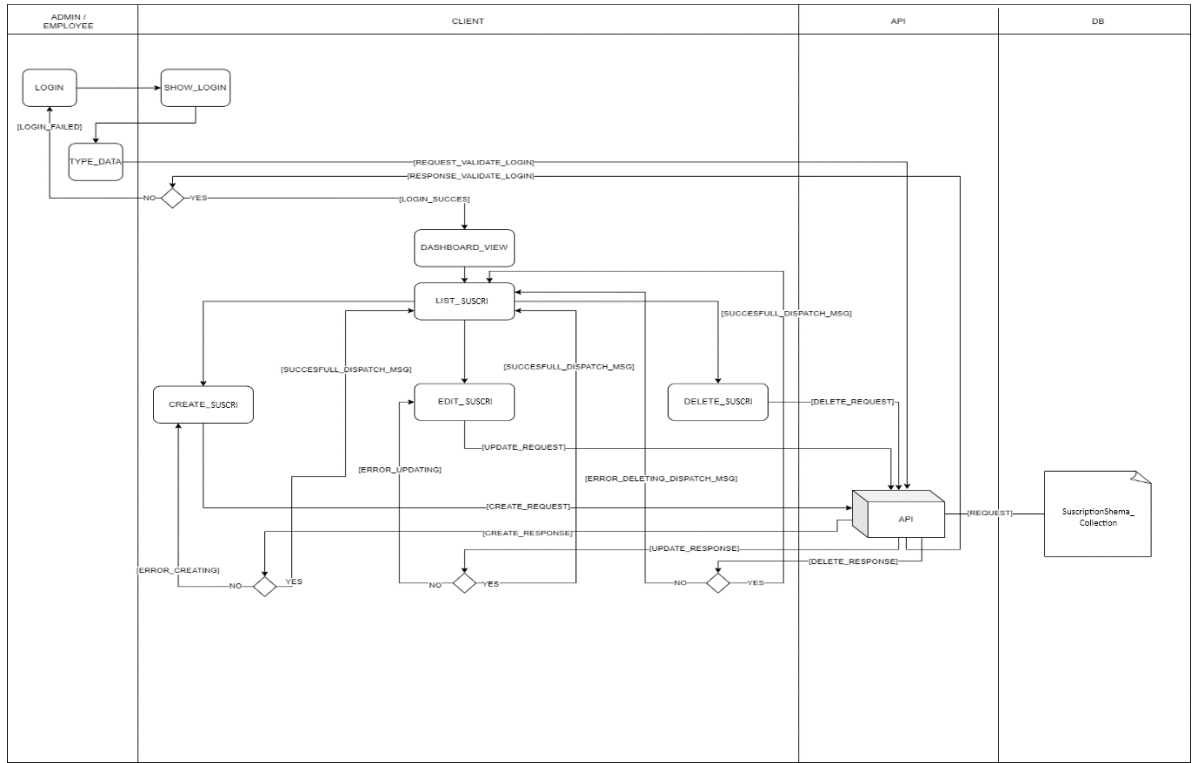 ADMIN /
EMPLOYEE
CLIENT
API
DB
LOGIN
SHOW_LOGIN
[LOGIN_FAILED]
TYPE_DATA
[REQUEST_VALIDATE_LOGIN]
[RESPONSE_VALIDATE_LOGIN]
NO
YES
[LOGIN_SUCCES]
DASHBOARD_VIEW
LIST_SUSCRI
[SUCCESFULL_DISPATCH_MSG]
[SUCCESFULL_DISPATCH_MSG]
[SUCCESFULL_DISPATCH_MSG]
CREATE_SUSCRI
EDIT_SUSCRI
DELETE_SUSCRI
[DELETE_REQUEST]
[UPDATE_REQUEST]
[ERROR_UPDATING]
[ERROR_DELETING_DISPATCH_MSG]
[CREATE_REQUEST]
API
[REQUEST]
SuscriptionShema_
Collection
[CREATE_RESPONSE]
[UPDATE_RESPONSE]
[DELETE_RESPONSE]
[ERROR_CREATING]
NO
YES
NO
YES
NO
YES